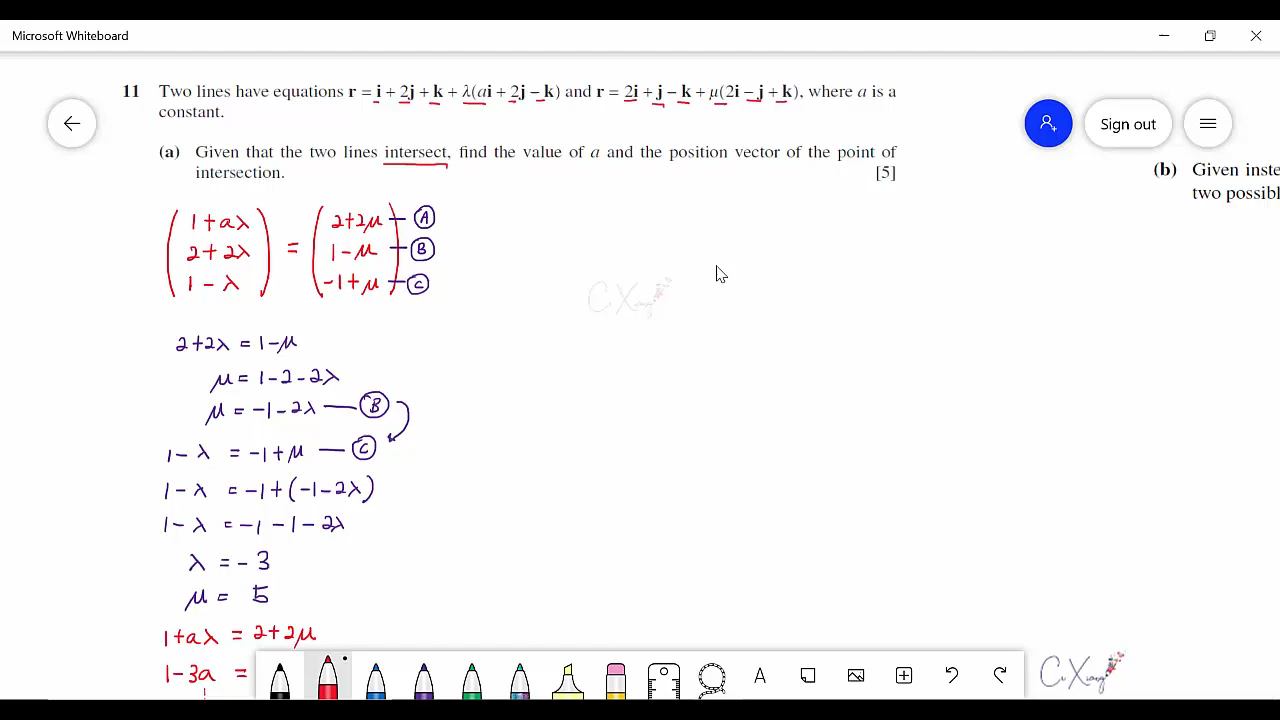 Microsoft Whiteboard
11 Two lines have equations r = i + 2j + k + λ(ai + 2j − k) and r = 2i + j − k + μ(2i − j + k), where a is a
constant.
(a) Given that the two lines intersect, find the value of a and the position vector of the point of
intersection. [5]
Sign out
(b) Given inste
two possibl
1 + aλ = 2+2μ — A
2 + 2λ 1 − μ — B
1 − λ −1 + μ — C
CXiang
2+2λ = 1−μ
μ = 1−2−2λ
μ = −1−2λ — B
1−λ = −1+μ — C
1−λ = −1+(−1−2λ)
1−λ = −1−1−2λ
λ = −3
μ = 5
1+aλ = 2+2μ
1−3a =
A
CXiang